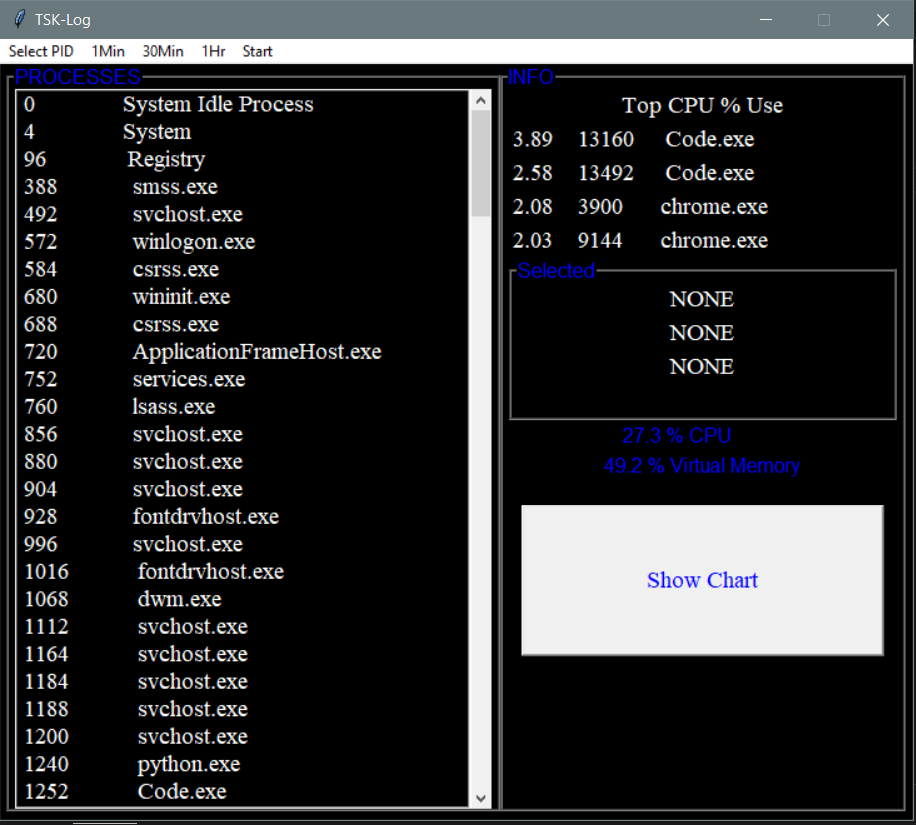 TSK-Log
Select PID 1Min 30Min 1Hr Start
PROCESSES
0 System Idle Process
4 System
96 Registry
388 smss.exe
492 svchost.exe
572 winlogon.exe
584 csrss.exe
680 wininit.exe
688 csrss.exe
720 ApplicationFrameHost.exe
752 services.exe
760 lsass.exe
856 svchost.exe
880 svchost.exe
904 svchost.exe
928 fontdrvhost.exe
996 svchost.exe
1016 fontdrvhost.exe
1068 dwm.exe
1112 svchost.exe
1164 svchost.exe
1184 svchost.exe
1188 svchost.exe
1200 svchost.exe
1240 python.exe
1252 Code.exe
INFO
Top CPU % Use
3.89 13160 Code.exe
2.58 13492 Code.exe
2.08 3900 chrome.exe
2.03 9144 chrome.exe
Selected
NONE
NONE
NONE
27.3 % CPU
49.2 % Virtual Memory
Show Chart